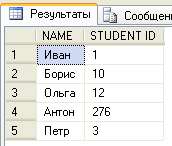 Результаты Сообщени
NAME STUDENT ID
1 Иван 1
2 Борис 10
3 Ольга 12
4 Антон 276
5 Петр 3